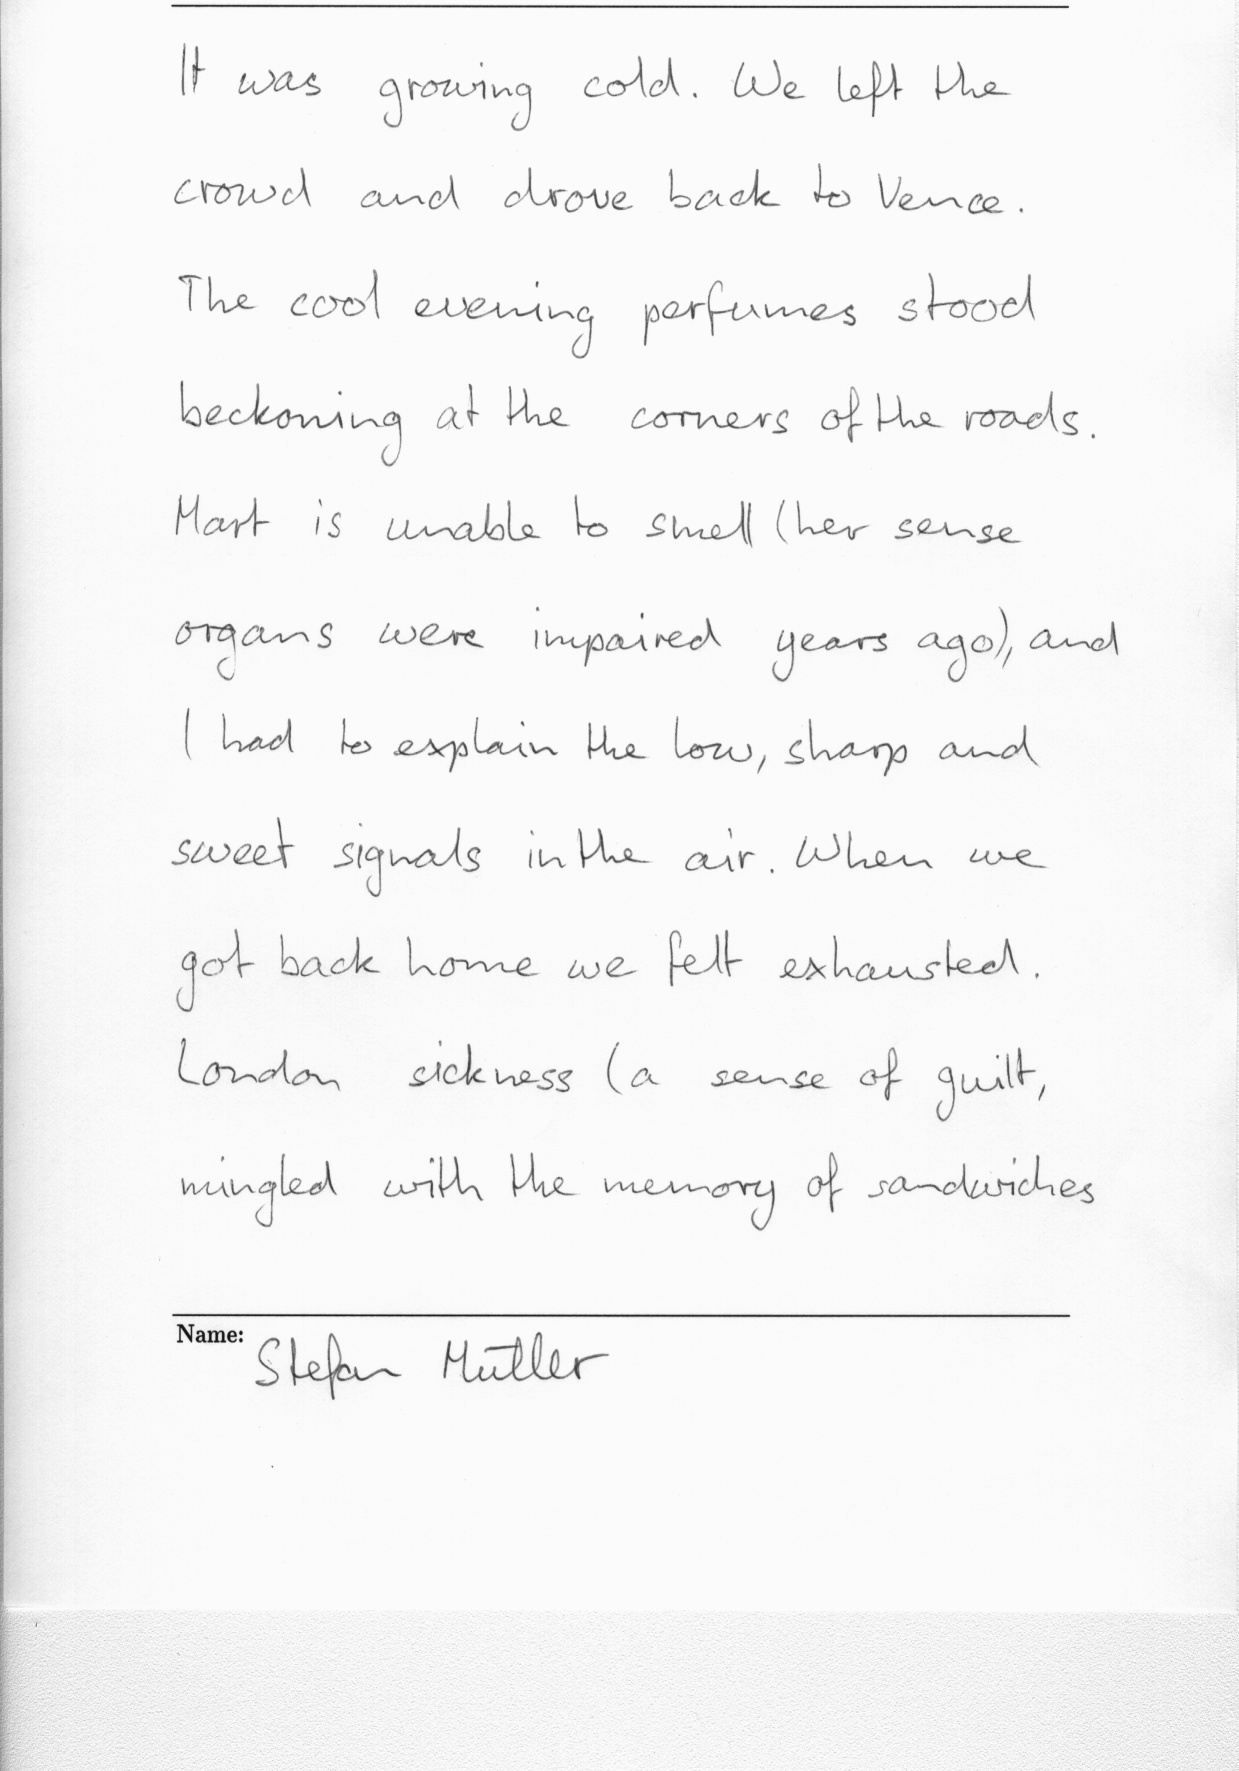 It was growing cold. We left the
crowd and drove back to Vence.
The cool evening perfumes stood
beckoning at the corners of the roads.
Mart is unable to smell (her sense
organs were impaired years ago), and
I had to explain the low, sharp and
sweet signals in the air. When we
got back home we felt exhausted.
London sickness (a sense of guilt,
mingled with the memory of sandwiches
Name:
Stefan Müller